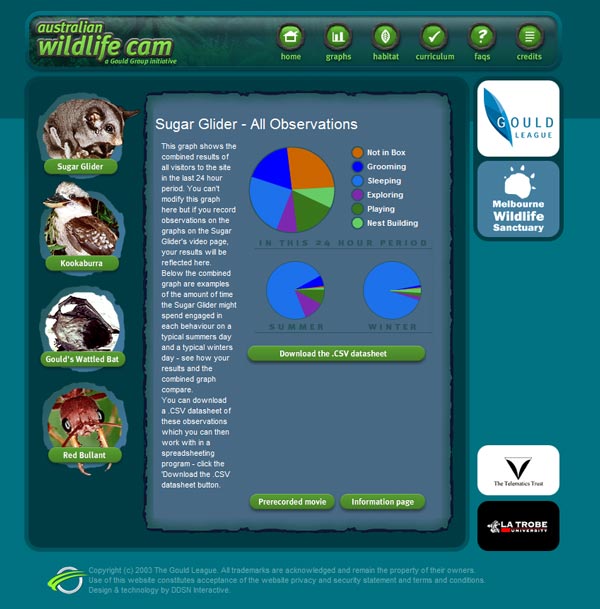 australian
wildlife cam
a Gould Group initiative
home
graphs
habitat
curriculum
faqs
credits
Sugar Glider
Kookaburra
Gould's Wattled Bat
Red Bullant
Sugar Glider - All Observations
This graph shows the
combined results of
all visitors to the site
in the last 24 hour
period. You can't
modify this graph
here but if you record
observations on the
graphs on the Sugar
Glider's video page,
your results will be
reflected here.
Below the combined
graph are examples
of the amount of time
the Sugar Glider might
spend engaged in
each behaviour on a
typical summers day
and a typical winters
day - see how your
results and the
combined graph
compare.
You can download
a .CSV datasheet of
these observations
which you can then
work with in a
spreadsheeting
program - click the
'Download the .CSV
datasheet button.
Not in Box
Grooming
Sleeping
Exploring
Playing
Nest Building
IN THIS 24 HOUR PERIOD
SUMMER
WINTER
Download the .CSV datasheet
Prerecorded movie
Information page
GOULD
LEAGUE
Melbourne
Wildlife
Sanctuary
The Telematics Trust
LA TROBE
UNIVERSITY
Copyright (c) 2003 The Gould League. All trademarks are acknowledged and remain the property of their owners.
Use of this website constitutes acceptance of the website privacy and security statement and terms and conditions.
Design & technology by DDSN Interactive.